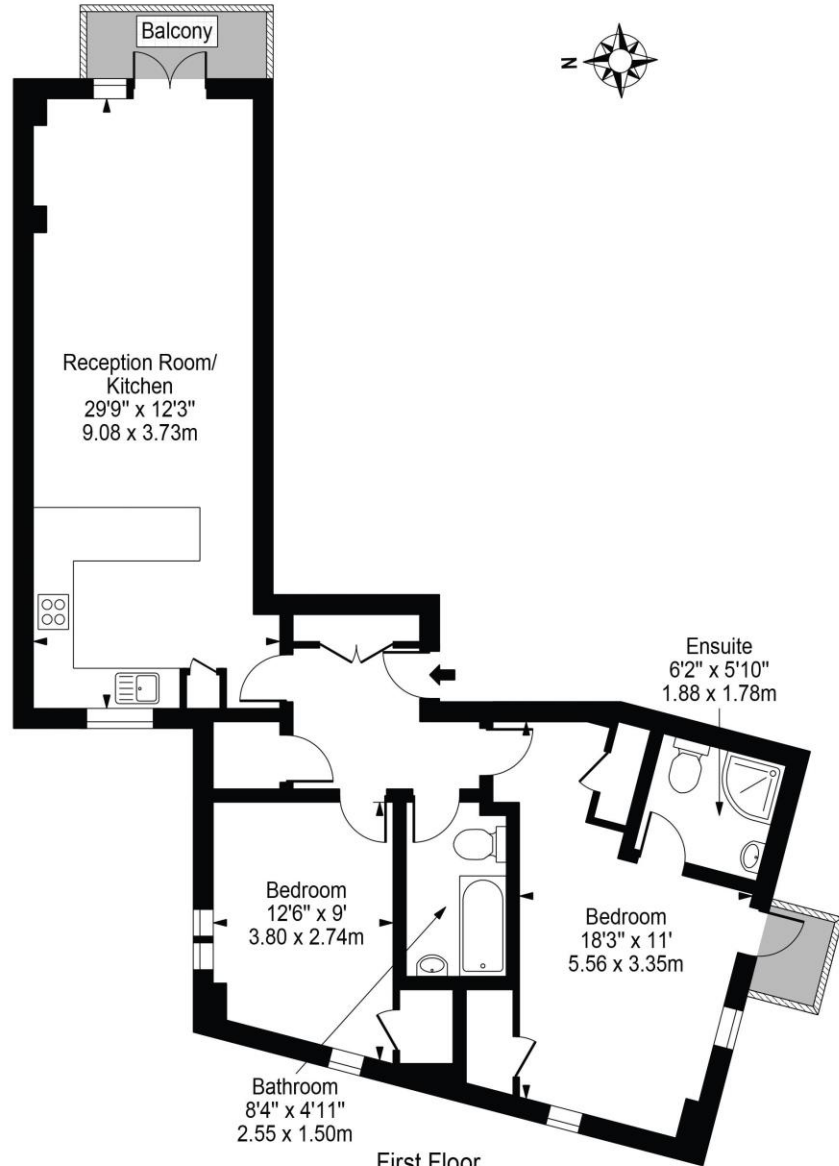 Balcony
N
Reception Room/
Kitchen
29'9" x 12'3"
9.08 x 3.73m
Ensuite
6'2" x 5'10"
1.88 x 1.78m
Bedroom
12'6" x 9'
3.80 x 2.74m
Bedroom
18'3" x 11'
5.56 x 3.35m
Bathroom
8'4" x 4'11"
2.55 x 1.50m
First Floor